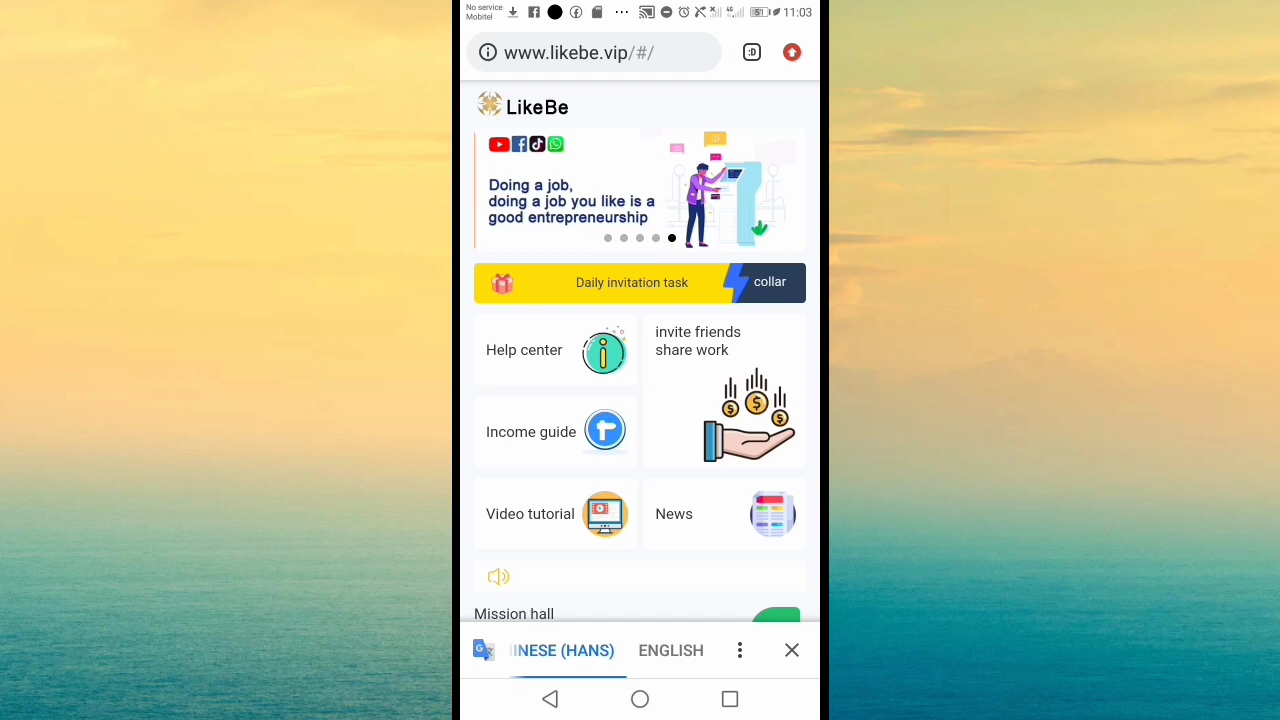 No service
Mobitel
4G
51
11:03
www.likebe.vip/#/
:D
LikeBe
Doing a job,
doing a job you like is a
good entrepreneurship
Daily invitation task
collar
Help center
invite friends
share work
Income guide
Video tutorial
News
Mission hall
INESE (HANS)
ENGLISH